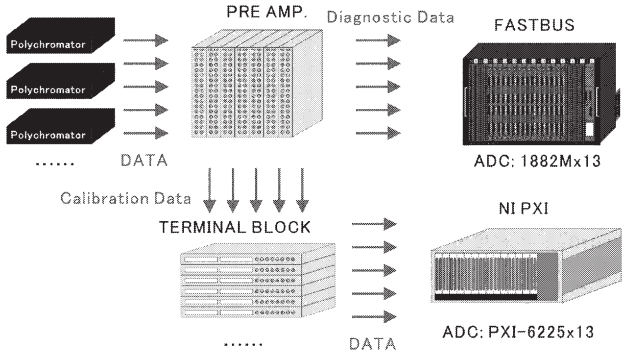 PRE AMP.
Diagnostic Data
FASTBUS
Polychromator
Polychromator
Polychromator
......
DATA
ADC: 1882Mx13
Calibration Data
TERMINAL BLOCK
NI PXI
......
DATA
ADC: PXI-6225x13